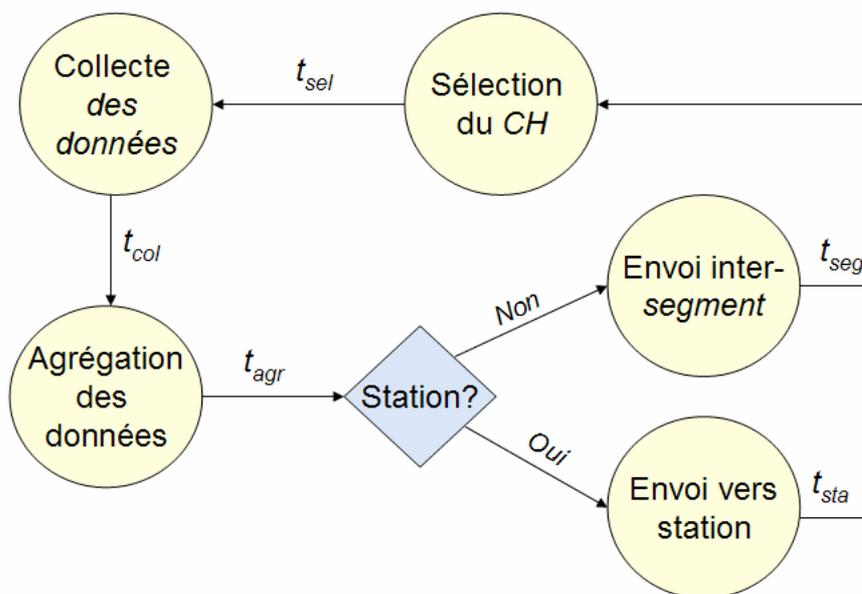 Collecte
des
données
t_sel
Sélection
du CH
t_col
Envoi inter-
segment
t_seg
Non
Agrégation
des
données
t_agr
Station?
Oui
Envoi vers
station
t_sta